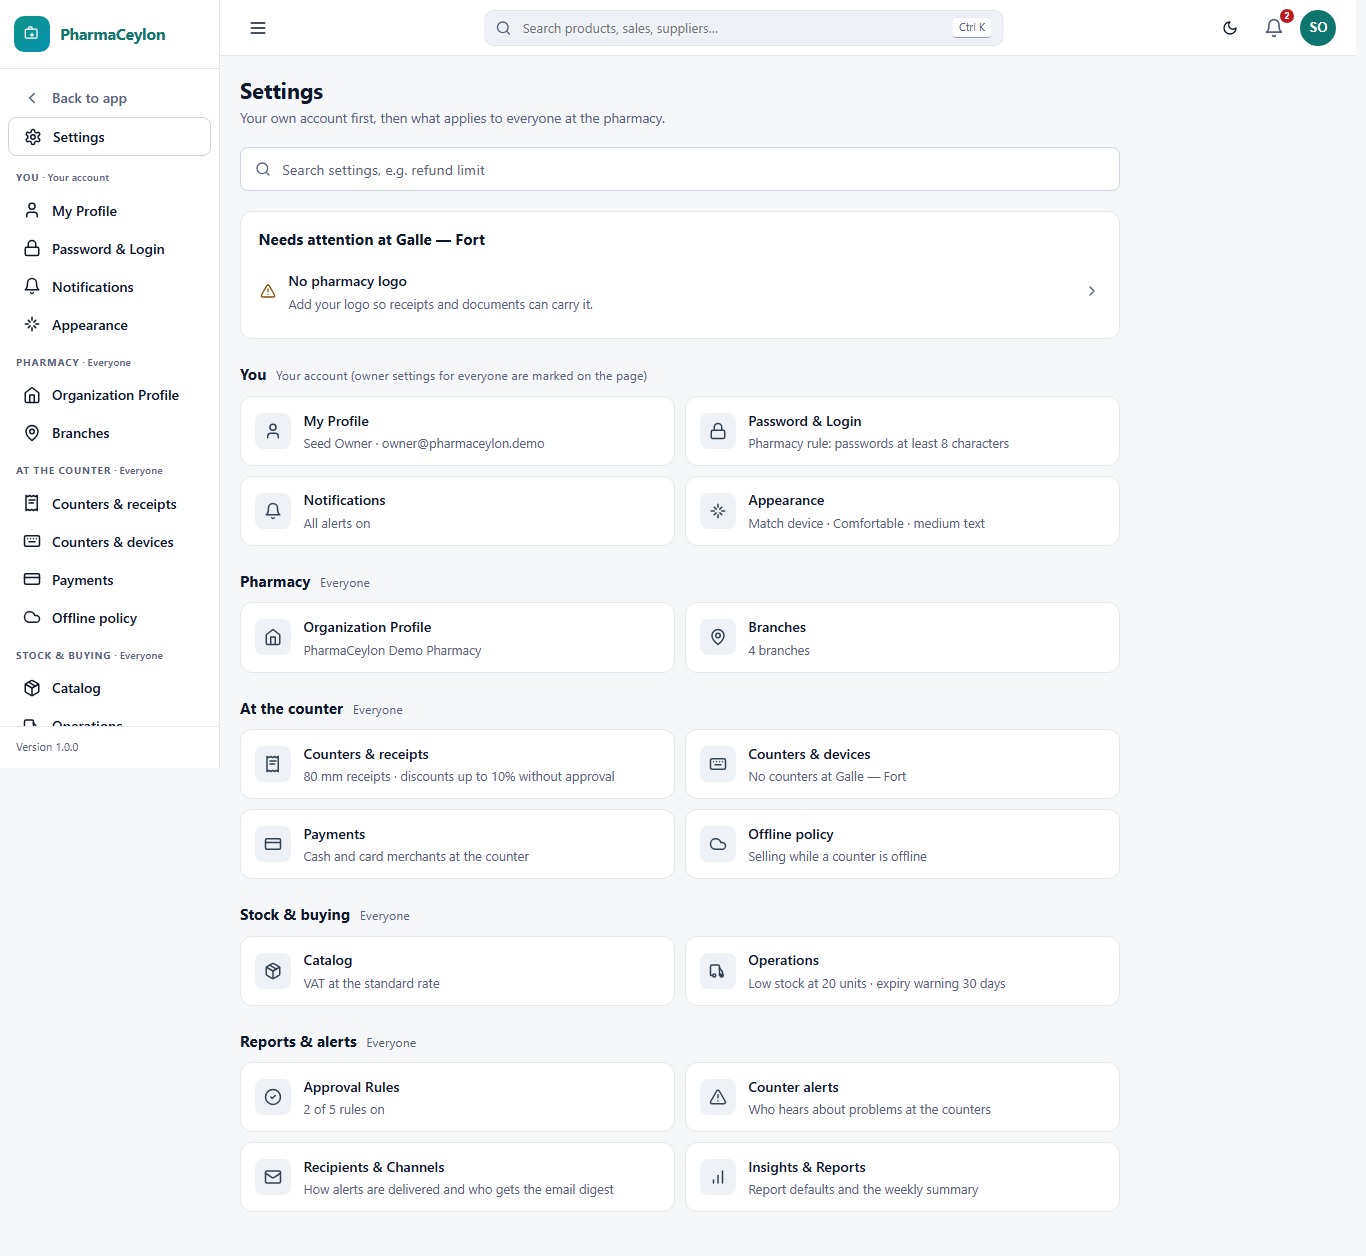 PharmaCeylon
Search products, sales, suppliers...
Ctrl K
2
SO
Back to app
Settings
YOU · Your account
My Profile
Password & Login
Notifications
Appearance
PHARMACY · Everyone
Organization Profile
Branches
AT THE COUNTER · Everyone
Counters & receipts
Counters & devices
Payments
Offline policy
STOCK & BUYING · Everyone
Catalog
Operations
Version 1.0.0
Settings
Your own account first, then what applies to everyone at the pharmacy.
Search settings, e.g. refund limit
Needs attention at Galle — Fort
No pharmacy logo
Add your logo so receipts and documents can carry it.
You Your account (owner settings for everyone are marked on the page)
My Profile
Seed Owner · owner@pharmaceylon.demo
Password & Login
Pharmacy rule: passwords at least 8 characters
Notifications
All alerts on
Appearance
Match device · Comfortable · medium text
Pharmacy Everyone
Organization Profile
PharmaCeylon Demo Pharmacy
Branches
4 branches
At the counter Everyone
Counters & receipts
80 mm receipts · discounts up to 10% without approval
Counters & devices
No counters at Galle — Fort
Payments
Cash and card merchants at the counter
Offline policy
Selling while a counter is offline
Stock & buying Everyone
Catalog
VAT at the standard rate
Operations
Low stock at 20 units · expiry warning 30 days
Reports & alerts Everyone
Approval Rules
2 of 5 rules on
Counter alerts
Who hears about problems at the counters
Recipients & Channels
How alerts are delivered and who gets the email digest
Insights & Reports
Report defaults and the weekly summary